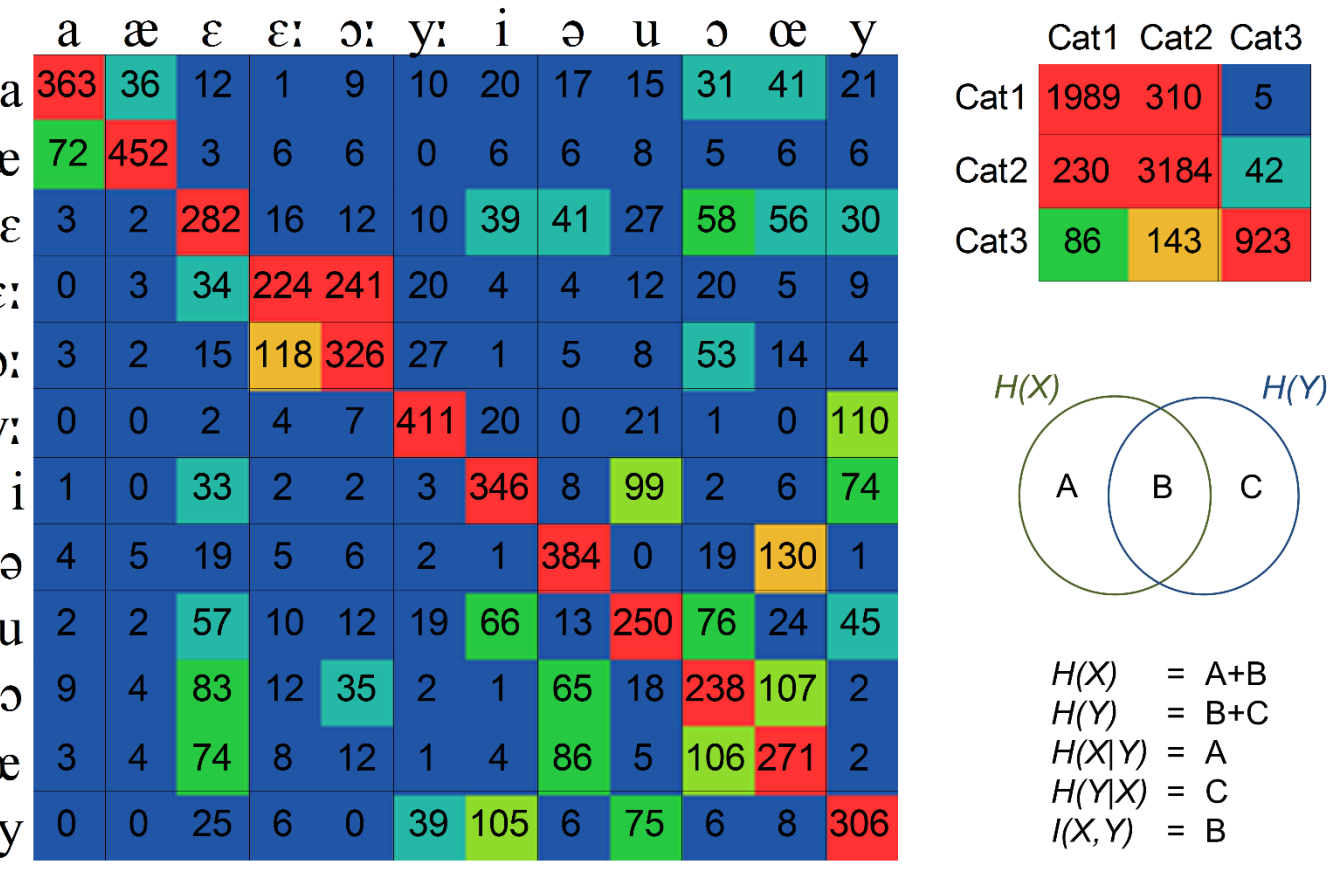 a æ ɛ ɛː ɔː yː i ə u ɔ œ y
a 363 36 12 1 9 10 20 17 15 31 41 21
æ 72 452 3 6 6 0 6 6 8 5 6 6
ɛ 3 2 282 16 12 10 39 41 27 58 56 30
ɛː 0 3 34 224 241 20 4 4 12 20 5 9
ɔː 3 2 15 118 326 27 1 5 8 53 14 4
yː 0 0 2 4 7 411 20 0 21 1 0 110
i 1 0 33 2 2 3 346 8 99 2 6 74
ə 4 5 19 5 6 2 1 384 0 19 130 1
u 2 2 57 10 12 19 66 13 250 76 24 45
ɔ 9 4 83 12 35 2 1 65 18 238 107 2
œ 3 4 74 8 12 1 4 86 5 106 271 2
y 0 0 25 6 0 39 105 6 75 6 8 306
Cat1 Cat2 Cat3
Cat1 1989 310 5
Cat2 230 3184 42
Cat3 86 143 923
H(X) H(Y)
A B C
H(X) = A+B
H(Y) = B+C
H(X|Y) = A
H(Y|X) = C
I(X,Y) = B